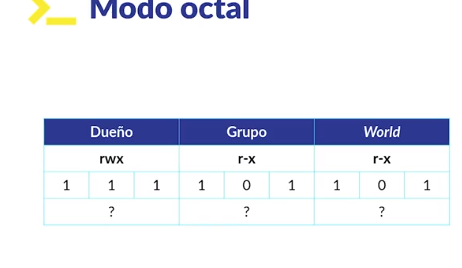 Modo octal
Dueño Grupo World
rwx r-x r-x
1 1 1 1 0 1 1 0 1
? ? ?